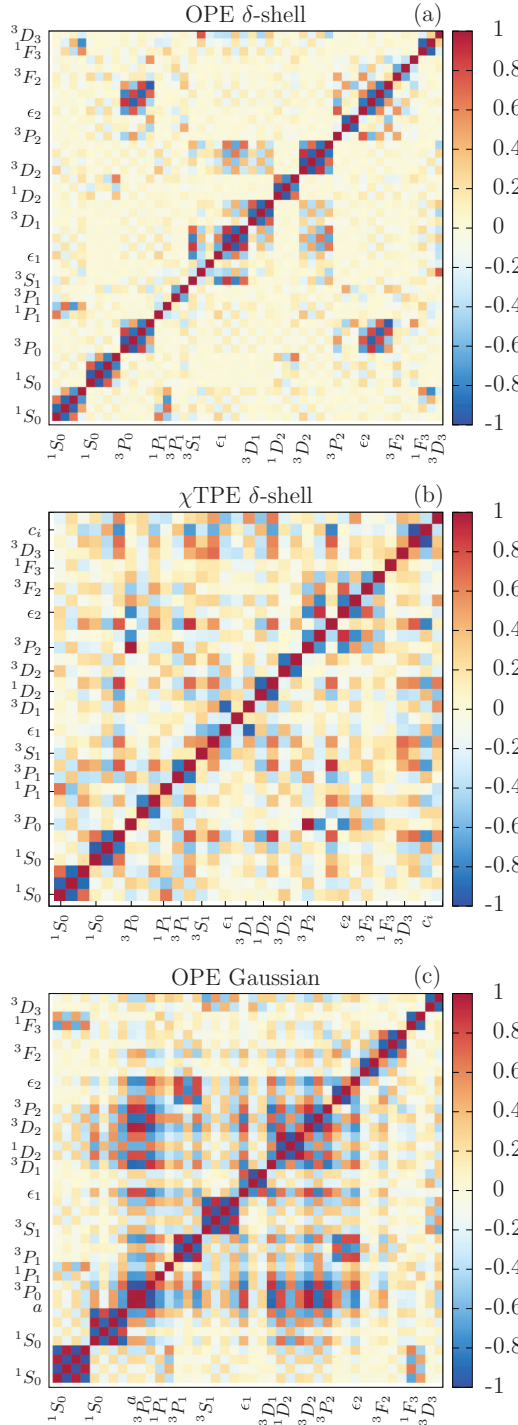 OPE δ-shell (a)
³D₃
¹F₃
³F₂
ϵ₂
³P₂
³D₂
¹D₂
³D₁
ϵ₁
³S₁
³P₁
¹P₁
³P₀
¹S₀
¹S₀
¹S₀ ¹S₀ ³P₀ ¹P₁ ³P₁ ³S₁ ϵ₁ ³D₁ ¹D₂ ³D₂ ³P₂ ϵ₂ ³F₂ ¹F₃ ³D₃
1
0.8
0.6
0.4
0.2
0
-0.2
-0.4
-0.6
-0.8
-1
χTPE δ-shell (b)
cᵢ
³D₃
¹F₃
³F₂
ϵ₂
³P₂
³D₂
¹D₂
³D₁
ϵ₁
³S₁
³P₁
¹P₁
³P₀
¹S₀
¹S₀
¹S₀ ¹S₀ ³P₀ ¹P₁ ³P₁ ³S₁ ϵ₁ ³D₁ ¹D₂ ³D₂ ³P₂ ϵ₂ ³F₂ ¹F₃ ³D₃ cᵢ
1
0.8
0.6
0.4
0.2
0
-0.2
-0.4
-0.6
-0.8
-1
OPE Gaussian (c)
³D₃
¹F₃
³F₂
ϵ₂
³P₂
³D₂
¹D₂
³D₁
ϵ₁
³S₁
³P₁
¹P₁
³P₀
a
¹S₀
¹S₀
¹S₀ ¹S₀ a ³P₀ ¹P₁ ³P₁ ³S₁ ϵ₁ ³D₁ ¹D₂ ³D₂ ³P₂ ϵ₂ ³F₂ ¹F₃ ³D₃
1
0.8
0.6
0.4
0.2
0
-0.2
-0.4
-0.6
-0.8
-1